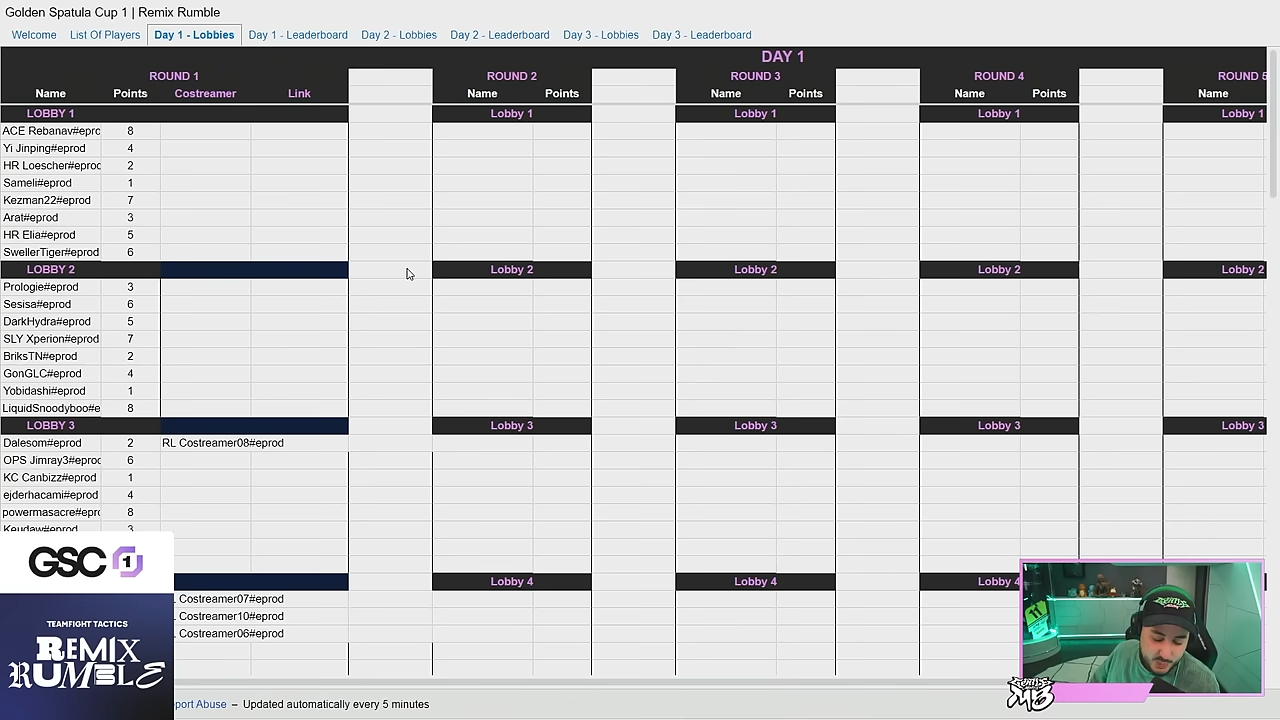 Golden Spatula Cup 1 | Remix Rumble
Welcome List Of Players Day 1 - Lobbies Day 1 - Leaderboard Day 2 - Lobbies Day 2 - Leaderboard Day 3 - Lobbies Day 3 - Leaderboard
DAY 1
ROUND 1 ROUND 2 ROUND 3 ROUND 4 ROUND 5
Name Points Costreamer Link Name Points Name Points Name Points Name
LOBBY 1 Lobby 1 Lobby 1 Lobby 1 Lobby 1
ACE Rebanav#eprc 8
Yi Jinping#eprod 4
HR Loescher#eprod 2
Sameli#eprod 1
Kezman22#eprod 7
Arat#eprod 3
HR Elia#eprod 5
SwellerTiger#eprod 6
LOBBY 2 Lobby 2 Lobby 2 Lobby 2 Lobby 2
Prologie#eprod 3
Sesisa#eprod 6
DarkHydra#eprod 5
SLY Xperion#eprod 7
BriksTN#eprod 2
GonGLC#eprod 4
Yobidashi#eprod 1
LiquidSnoodyboo#e 8
LOBBY 3 Lobby 3 Lobby 3 Lobby 3 Lobby 3
Dalesom#eprod 2 RL Costreamer08#eprod
OPS Jimray3#eproc 6
KC Canbizz#eprod 1
ejderhacami#eprod 4
powermasacre#eprc 8
Keudaw#eprod 3
GSC 1
Lobby 4 Lobby 4 Lobby 4
L Costreamer07#eprod
L Costreamer10#eprod
L Costreamer06#eprod
TEAMFIGHT TACTICS
REMIX
RUMBLE
port Abuse – Updated automatically every 5 minutes